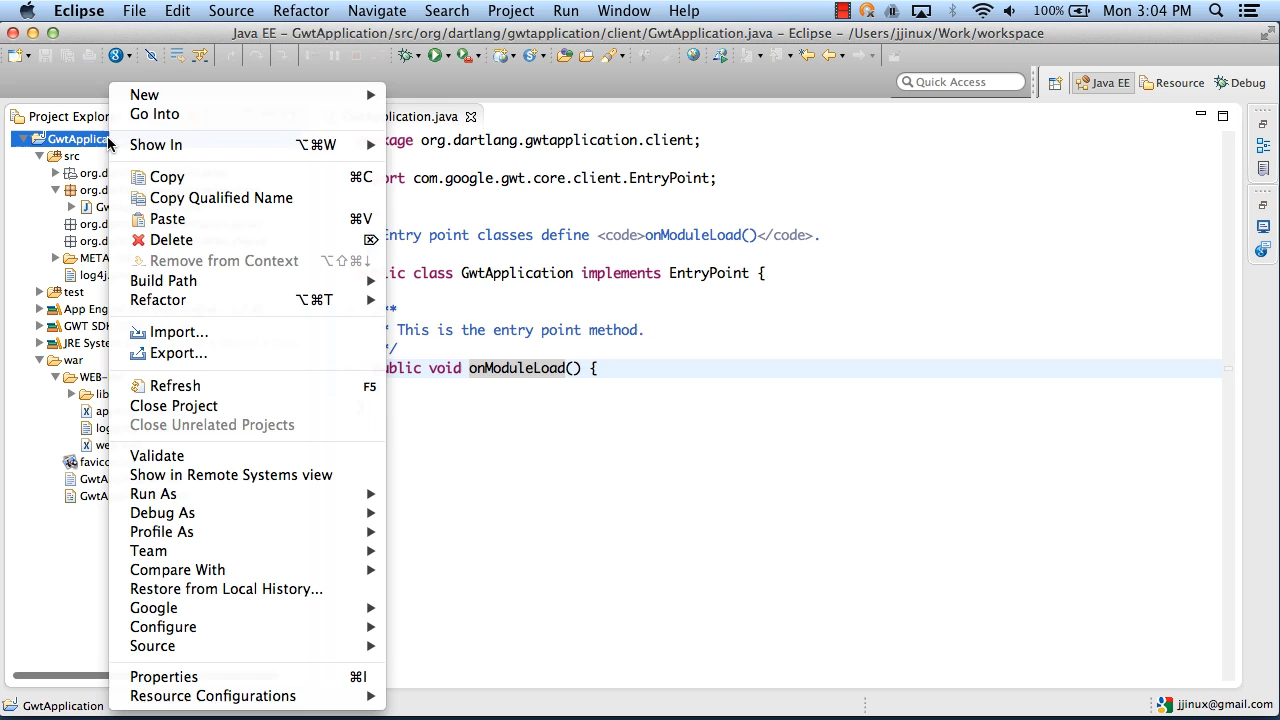 Eclipse File Edit Source Refactor Navigate Search Project Run Window Help 100% Mon 3:04 PM
Java EE - GwtApplication/src/org/dartlang/gwtapplication/client/GwtApplication.java - Eclipse - /Users/jjinux/Work/workspace
Quick Access Java EE Resource Debug
Project Explor
GwtApplica
src
org.d
org.d
Gw
org.d
org.d
META
log4j.
test
App Eng
GWT SDK
JRE Syste
war
WEB-
lib
ap
log
we
favico
GwtA
GwtA
New
Go Into
Show In ⌥⌘W
Copy ⌘C
Copy Qualified Name
Paste ⌘V
Delete ⌦
Remove from Context ⌥⇧⌘↓
Build Path
Refactor ⌥⌘T
Import...
Export...
Refresh F5
Close Project
Close Unrelated Projects
Validate
Show in Remote Systems view
Run As
Debug As
Profile As
Team
Compare With
Restore from Local History...
Google
Configure
Source
Properties ⌘I
Resource Configurations
plication.java
kage org.dartlang.gwtapplication.client;
ort com.google.gwt.core.client.EntryPoint;
Entry point classes define <code>onModuleLoad()</code>.
lic class GwtApplication implements EntryPoint {
**
* This is the entry point method.
*/
ublic void onModuleLoad() {
GwtApplication
jjinux@gmail.com